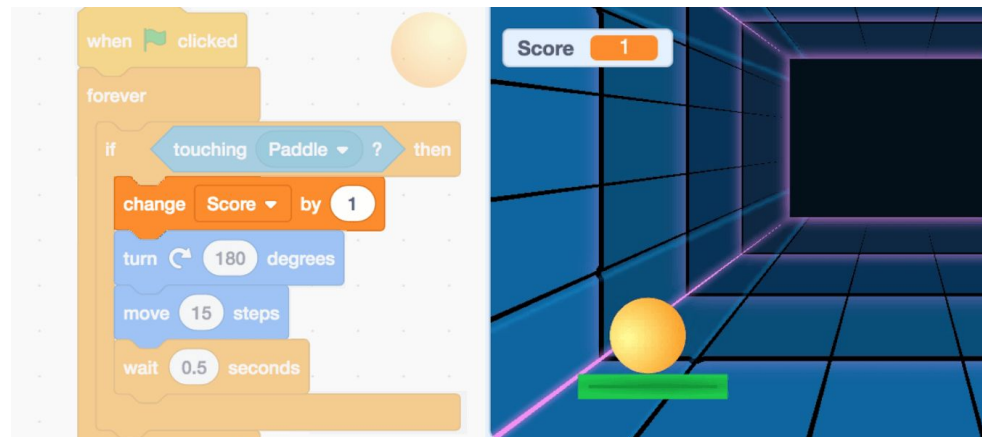 when clicked
forever
if touching Paddle ? then
change Score by 1
turn 180 degrees
move 15 steps
wait 0.5 seconds
Score 1